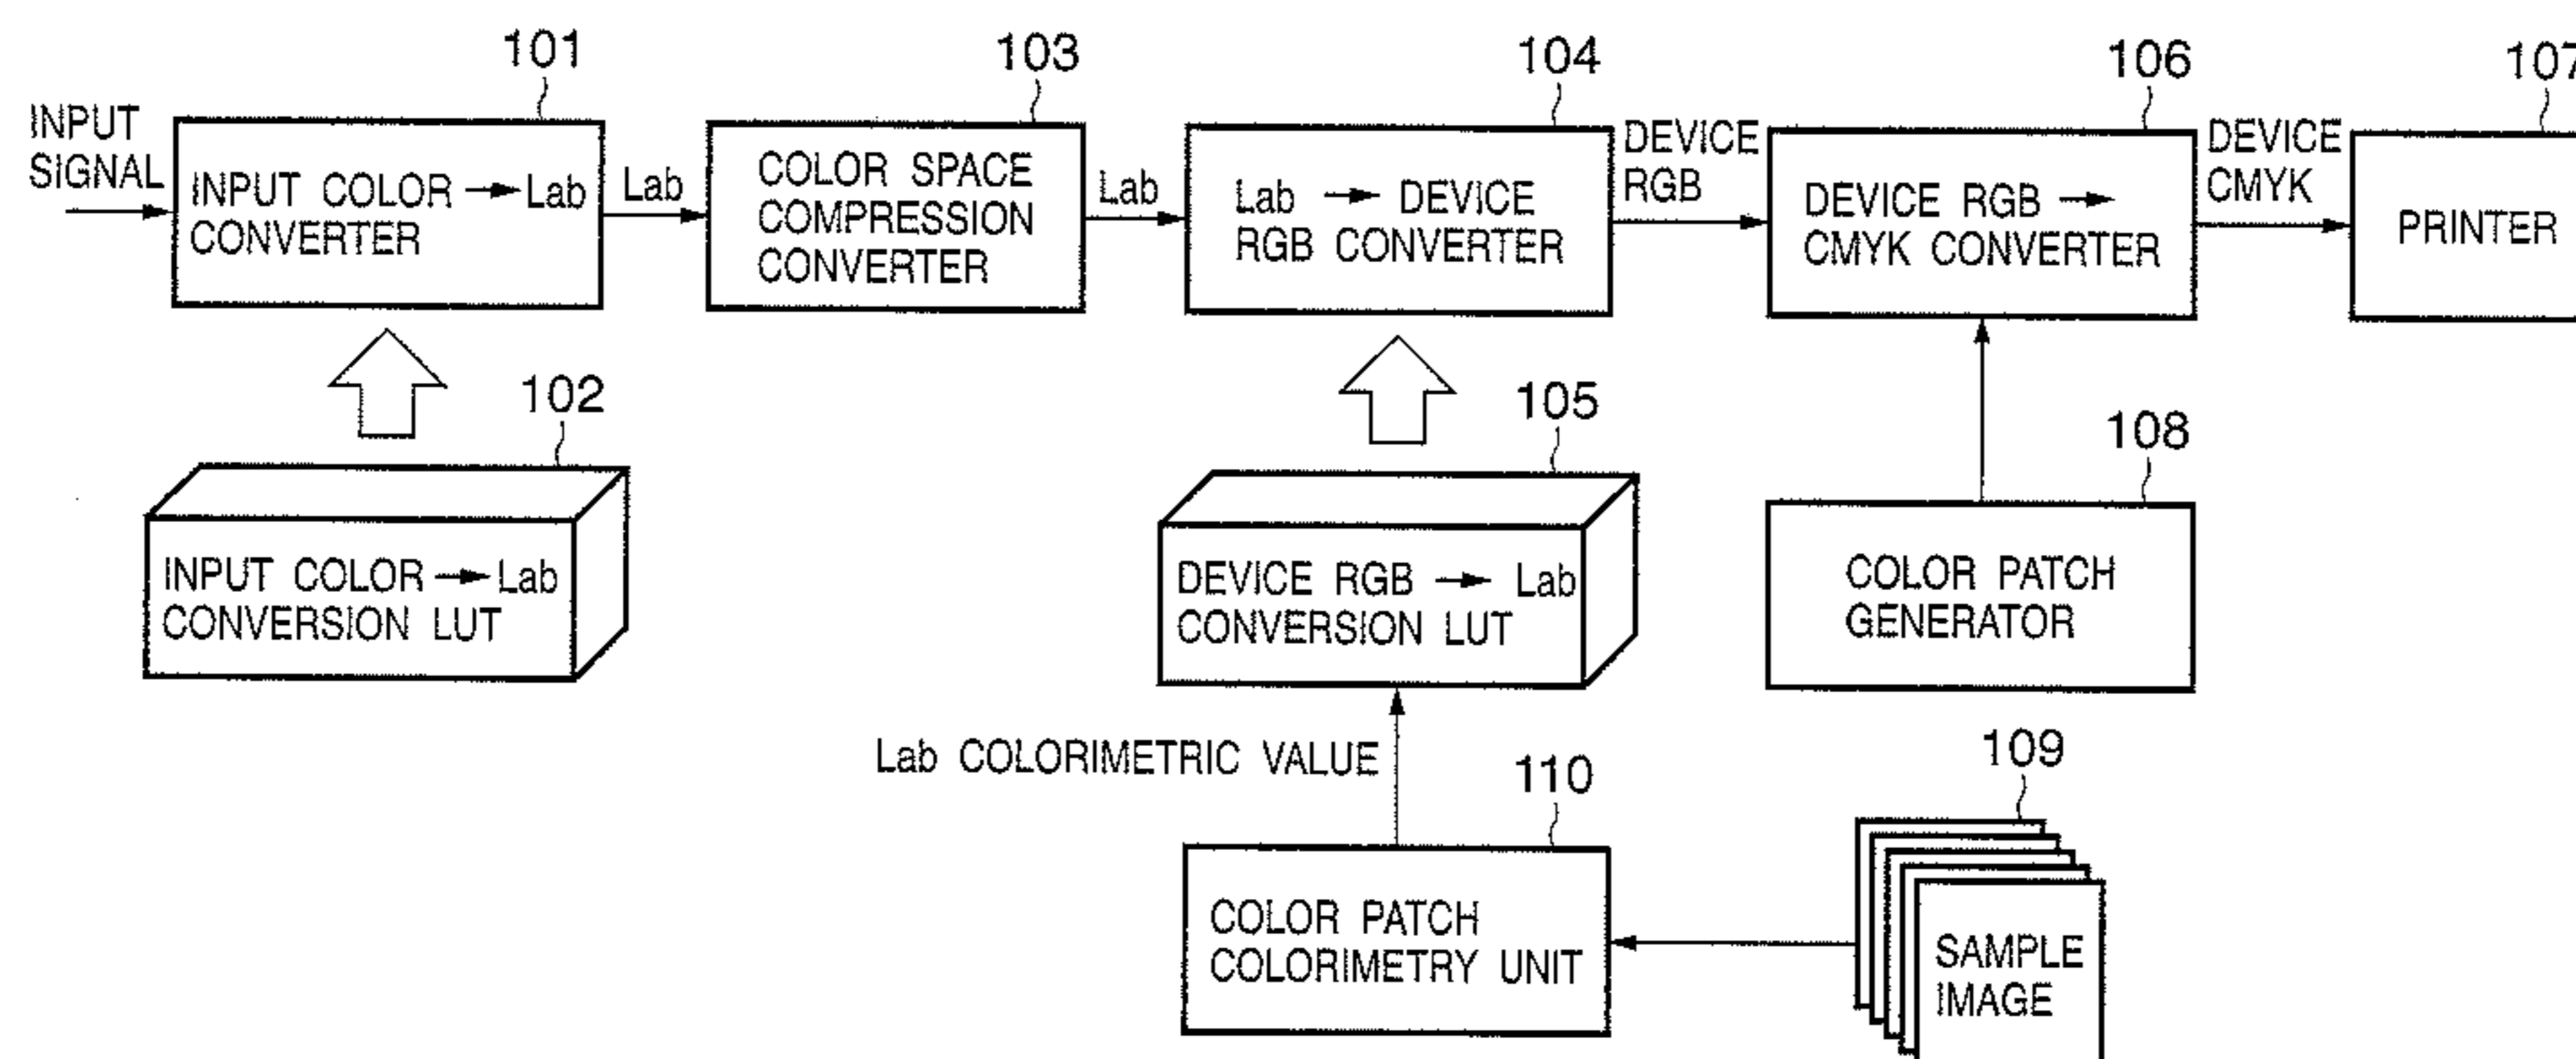 101
103
104
106
107
INPUT
SIGNAL
INPUT COLOR → Lab
CONVERTER
Lab
COLOR SPACE
COMPRESSION
CONVERTER
Lab
Lab → DEVICE
RGB CONVERTER
DEVICE
RGB
DEVICE RGB →
CMYK CONVERTER
DEVICE
CMYK
PRINTER
102
INPUT COLOR → Lab
CONVERSION LUT
105
DEVICE RGB → Lab
CONVERSION LUT
108
COLOR PATCH
GENERATOR
Lab COLORIMETRIC VALUE
110
COLOR PATCH
COLORIMETRY UNIT
109
SAMPLE
IMAGE